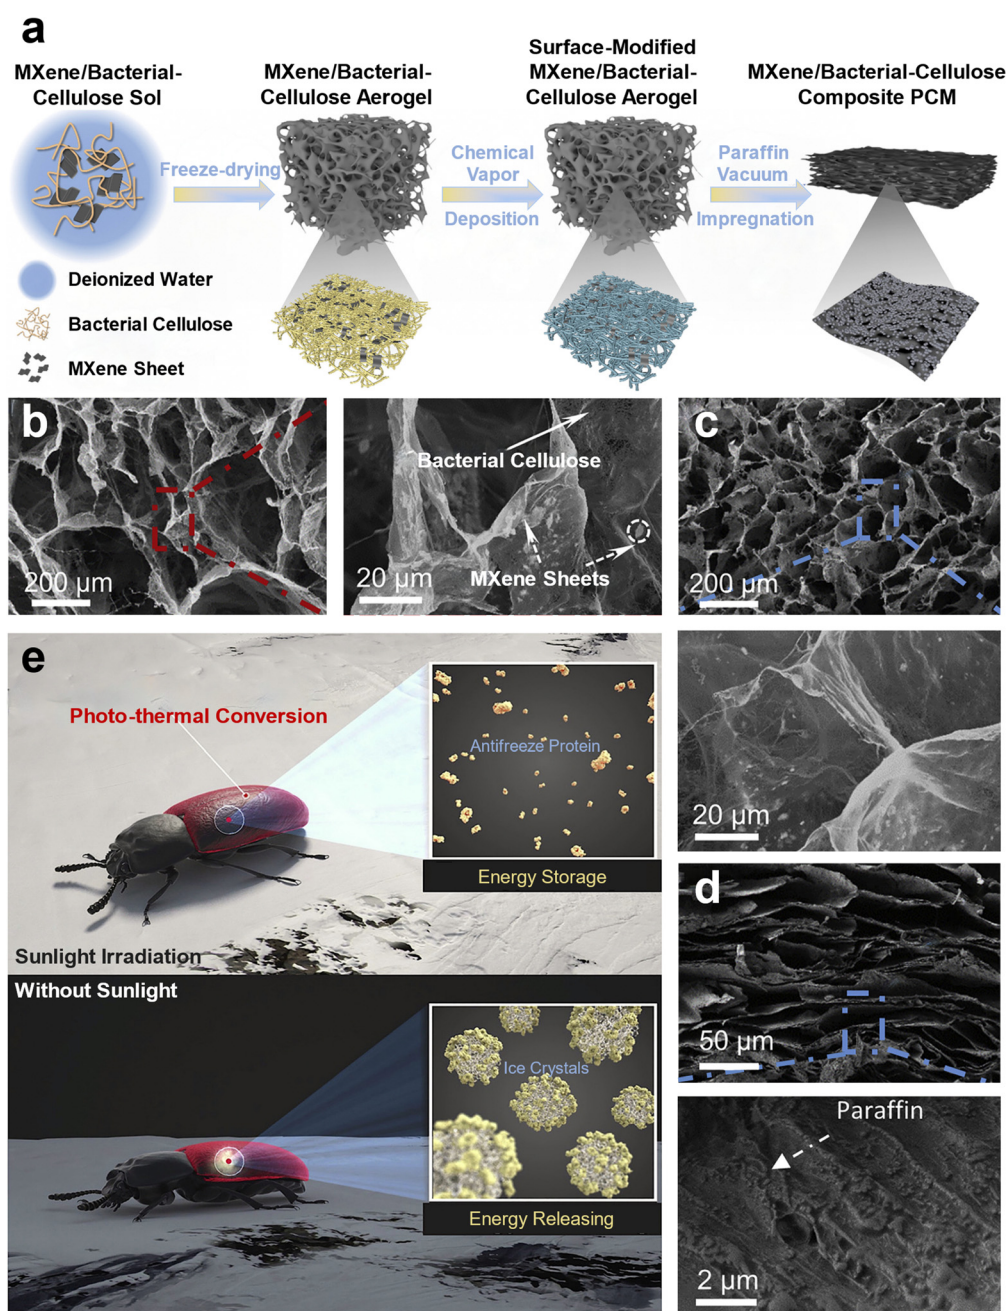 a
MXene/Bacterial-
Cellulose Sol
MXene/Bacterial-
Cellulose Aerogel
Surface-Modified
MXene/Bacterial-
Cellulose Aerogel
MXene/Bacterial-Cellulose
Composite PCM
Freeze-drying
Chemical
Vapor
Deposition
Paraffin
Vacuum
Impregnation
Deionized Water
Bacterial Cellulose
MXene Sheet
b
200 μm
Bacterial Cellulose
MXene Sheets
20 μm
c
200 μm
20 μm
d
50 μm
Paraffin
2 μm
e
Photo-thermal Conversion
Antifreeze Protein
Energy Storage
Sunlight Irradiation
Without Sunlight
Ice Crystals
Energy Releasing